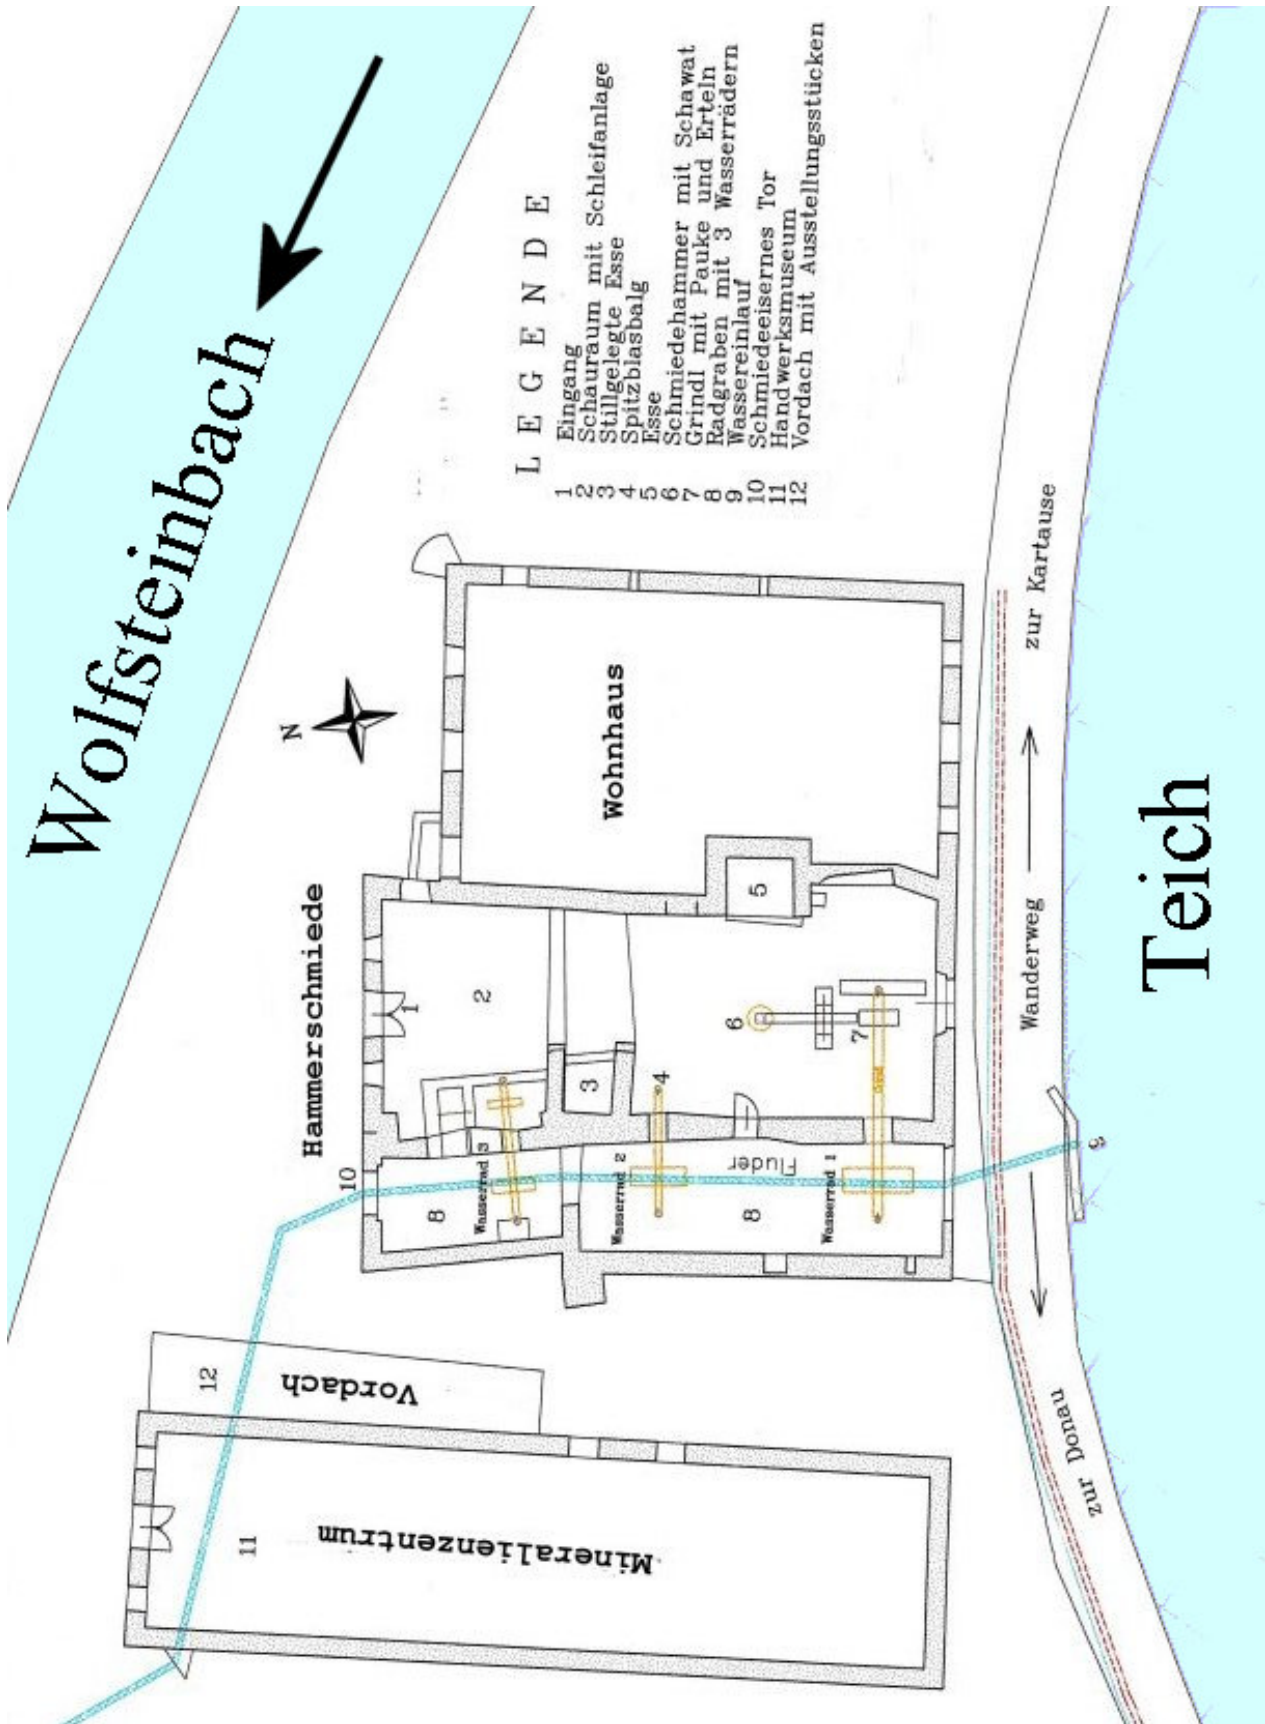 Wolfsteinbach
LEGENDE
1 Eingang
2 Schauraum mit Schleifanlage
3 Stillgelegte Esse
4 Spitzblasbalg
5 Esse
6 Schmiedehammer mit Schawat
7 Grindl mit Pauke und Erteln
8 Radgraben mit 3 Wasserrädern
9 Wassereinlauf
10 Schmiedeeisernes Tor
11 Handwerksmuseum
12 Vordach mit Ausstellungsstücken
N
Hammerschmiede
Wohnhaus
1
2
3
4
5
6
7
10
8
Wasserrad 3
Wasserrad 2
Fluder
8
Wasserrad 1
9
zur Kartause
Wanderweg
zur Donau
Teich
12
Vordach
11
Mineralienzentrum